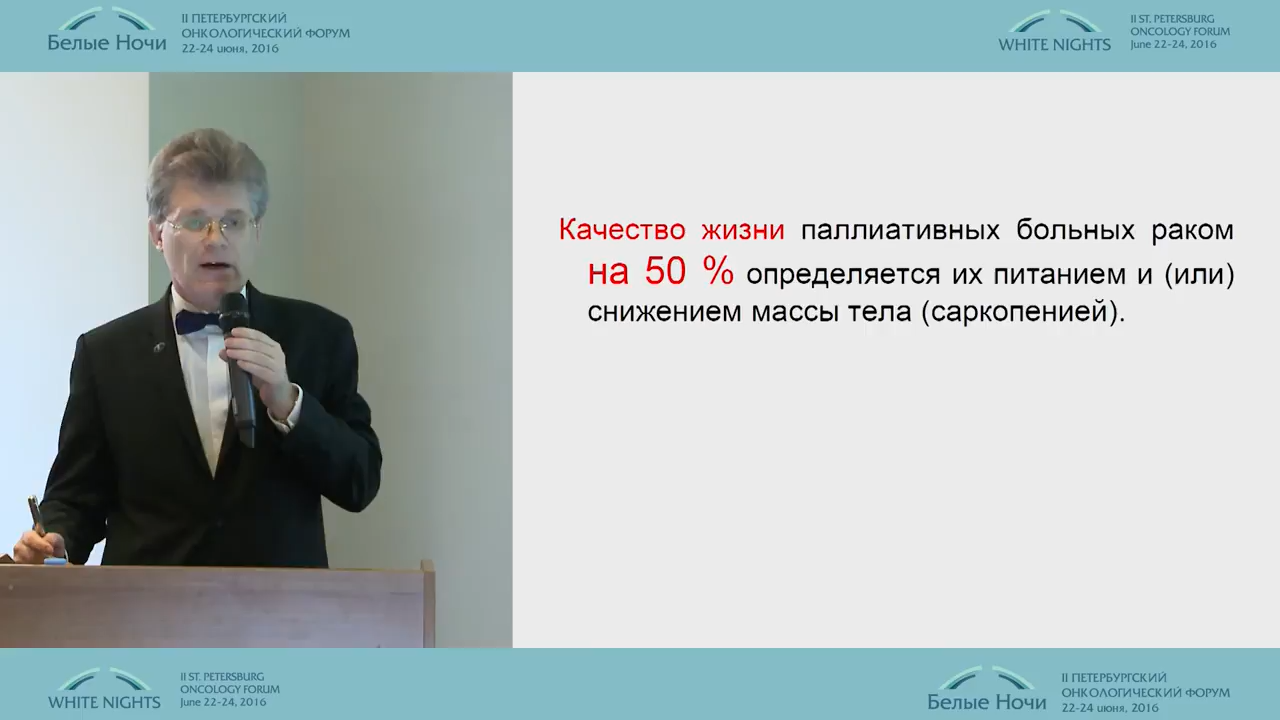 Белые Ночи
II ПЕТЕРБУРГСКИЙ
ОНКОЛОГИЧЕСКИЙ ФОРУМ
22-24 июня, 2016
WHITE NIGHTS
II ST. PETERSBURG
ONCOLOGY FORUM
June 22-24, 2016
Качество жизни паллиативных больных раком
на 50 % определяется их питанием и (или)
снижением массы тела (саркопенией).
WHITE NIGHTS
II ST. PETERSBURG
ONCOLOGY FORUM
June 22-24, 2016
Белые Ночи
II ПЕТЕРБУРГСКИЙ
ОНКОЛОГИЧЕСКИЙ ФОРУМ
22-24 июня, 2016